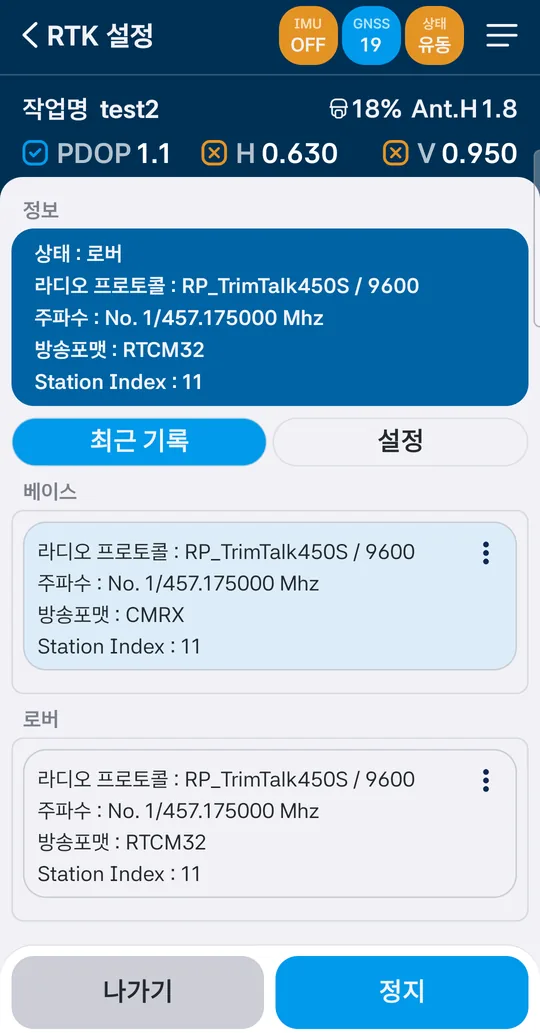 RTK 설정
IMU
OFF
GNSS
19
상태
유동
작업명 test2
18% Ant.H 1.8
PDOP 1.1
H 0.630
V 0.950
정보
상태 : 로버
라디오 프로토콜 : RP_TrimTalk450S / 9600
주파수 : No. 1/457.175000 Mhz
방송포맷 : RTCM32
Station Index : 11
최근 기록
설정
베이스
라디오 프로토콜 : RP_TrimTalk450S / 9600
주파수 : No. 1/457.175000 Mhz
방송포맷 : CMRX
Station Index : 11
로버
라디오 프로토콜 : RP_TrimTalk450S / 9600
주파수 : No. 1/457.175000 Mhz
방송포맷 : RTCM32
Station Index : 11
나가기
정지